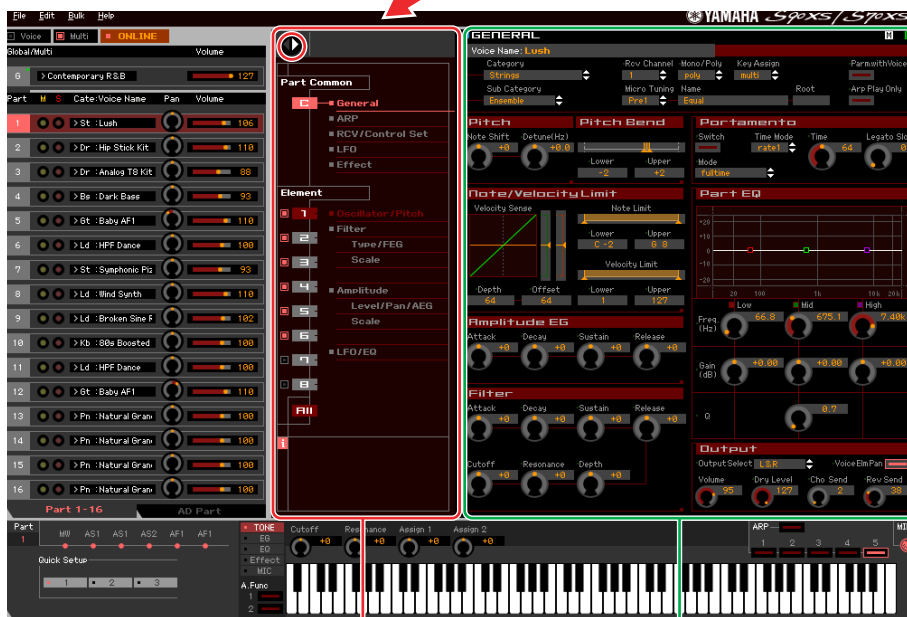 File Edit Bulk Help
YAMAHA S90XS/S70XS
Voice Multi ONLINE
Global/Multi Volume
6 >Contemporary R&B 127
Part M S Cate:Voice Name Pan Volume
1 >St :Lush 106
2 >Dr :Hip Stick Kit 110
3 >Dr :Analog T8 Kit 88
4 >Bs :Dark Bass 93
5 >Gt :Baby AF1 110
6 >Ld :HPF Dance 100
7 >St :Symphonic Piz 93
8 >Ld :Wind Synth 110
9 >Ld :Broken Sine F 102
10 >Kb :80s Boosted 100
11 >Ld :HPF Dance 100
12 >Gt :Baby AF1 110
13 >Pn :Natural Gran 100
14 >Pn :Natural Gran 100
15 >Pn :Natural Gran 100
16 >Pn :Natural Gran 100
Part 1-16 AD Part
Part Common
C General
ARP
RCV/Control Set
LFO
Effect
Element
1 Oscillator/Pitch
2 Filter
Type/FEG
3 Scale
4 Amplitude
5 Level/Pan/AEG
Scale
6
7 LFO/EQ
8
All
i
GENERAL M
Voice Name: Lush
Category Rcv Channel Mono/Poly Key Assign ParmwithVoice
Strings 1 poly multi
Sub Category Micro Tuning Name Root Arp Play Only
Ensemble Pre1 Equal
Pitch
Note Shift Detune(Hz)
+0 +0.0
Pitch Bend
Lower Upper
-2 +2
Portamento
Switch Time Mode Time Legato Slo
rate1 64 0
Mode
fulltime
Note/Velocity Limit
Velocity Sense Note Limit
Lower Upper
C -2 G 8
Velocity Limit
Depth Offset Lower Upper
64 64 1 127
Part EQ
+20
+10
0
-10
-20
20 100 1k 10k 20k
Low Mid High
Freq. (Hz) 66.8 675.1 7.40k
Gain (dB) +0.00 +0.00 +0.00
Q 0.7
Amplitude EG
Attack Decay Sustain Release
+0 +0 +0 +0
Filter
Attack Decay Sustain Release
+0 +0 +0 +0
Cutoff Resonance Depth
+0 +0 +0
Output
Output Select L&R Voice Elm Pan
Volume Dry Level Cho Send Rev Send
95 127 2 38
Part
1
MW AS1 AS1 AS2 AF1 AF1
Quick Setup
1 2 3
TONE
EG
EQ
Effect
MIC
A.Func
1
2
Cutoff Resonance Assign 1 Assign 2
+0 +0 +0 +0
ARP
1 2 3 4 5